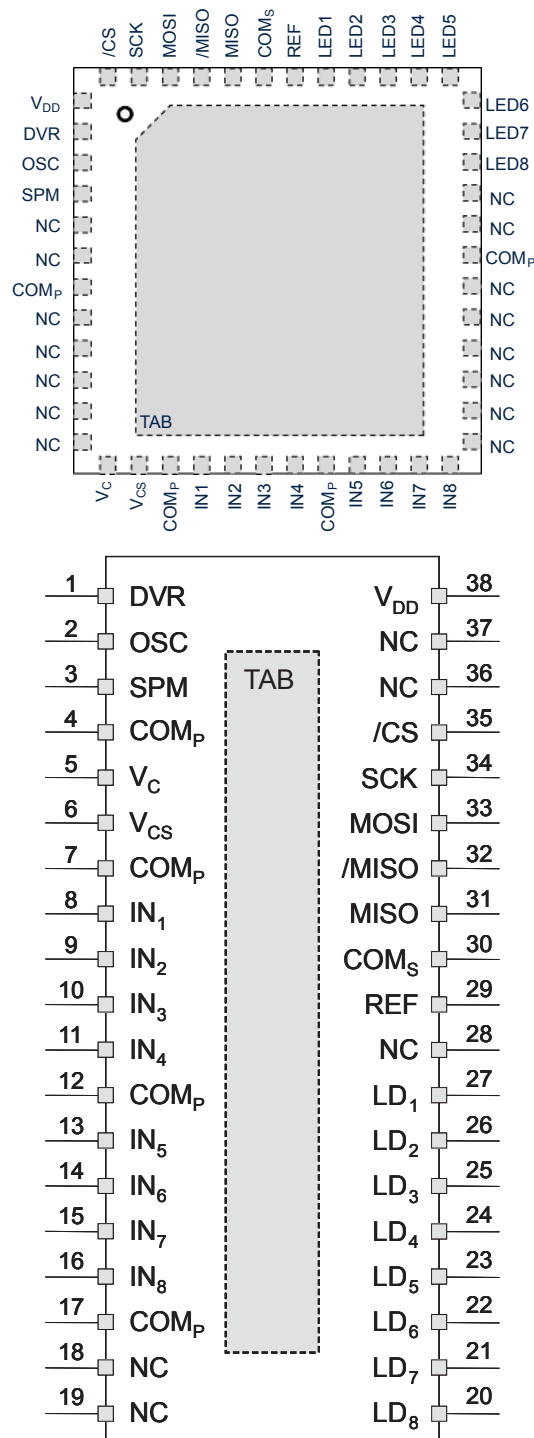 /CS SCK MOSI /MISO MISO COMS REF LED1 LED2 LED3 LED4 LED5
VDD LED6
DVR LED7
OSC LED8
SPM NC
NC NC
NC COMP
COMP NC
NC NC
NC NC
NC NC
NC NC
NC NC
TAB
VC VCS COMP IN1 IN2 IN3 IN4 COMP IN5 IN6 IN7 IN8
1 DVR VDD 38
2 OSC NC 37
TAB
3 SPM NC 36
4 COMP /CS 35
5 VC SCK 34
6 VCS MOSI 33
7 COMP /MISO 32
8 IN1 MISO 31
9 IN2 COMS 30
10 IN3 REF 29
11 IN4 NC 28
12 COMP LD1 27
13 IN5 LD2 26
14 IN6 LD3 25
15 IN7 LD4 24
16 IN8 LD5 23
17 COMP LD6 22
18 NC LD7 21
19 NC LD8 20